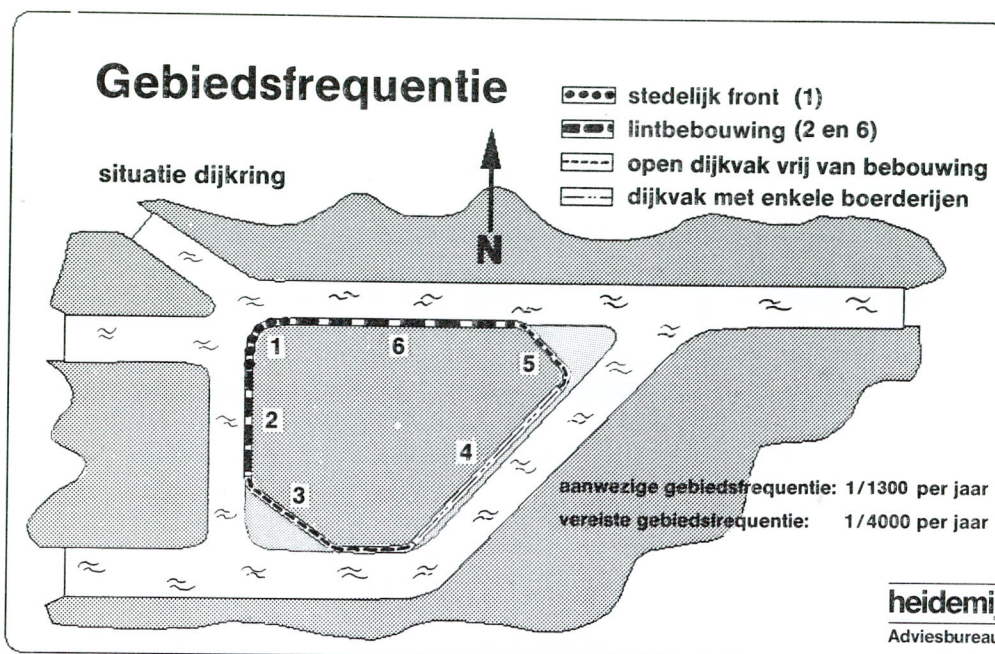 Gebiedsfrequentie
stedelijk front (1)
lintbebouwing (2 en 6)
open dijkvak vrij van bebouwing
dijkvak met enkele boerderijen
situatie dijkring
N
1
6
5
2
4
3
aanwezige gebiedsfrequentie: 1/1300 per jaar
vereiste gebiedsfrequentie: 1/4000 per jaar
heidemij
Adviesbureau